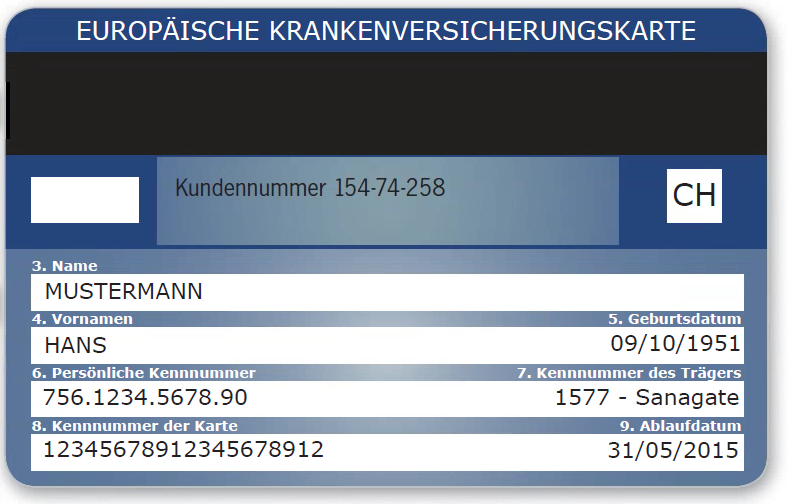 EUROPÄISCHE KRANKENVERSICHERUNGSKARTE
Kundennummer 154-74-258
CH
3. Name
MUSTERMANN
4. Vornamen 5. Geburtsdatum
HANS 09/10/1951
6. Persönliche Kennnummer 7. Kennnummer des Trägers
756.1234.5678.90 1577 - Sanagate
8. Kennnummer der Karte 9. Ablaufdatum
12345678912345678912 31/05/2015